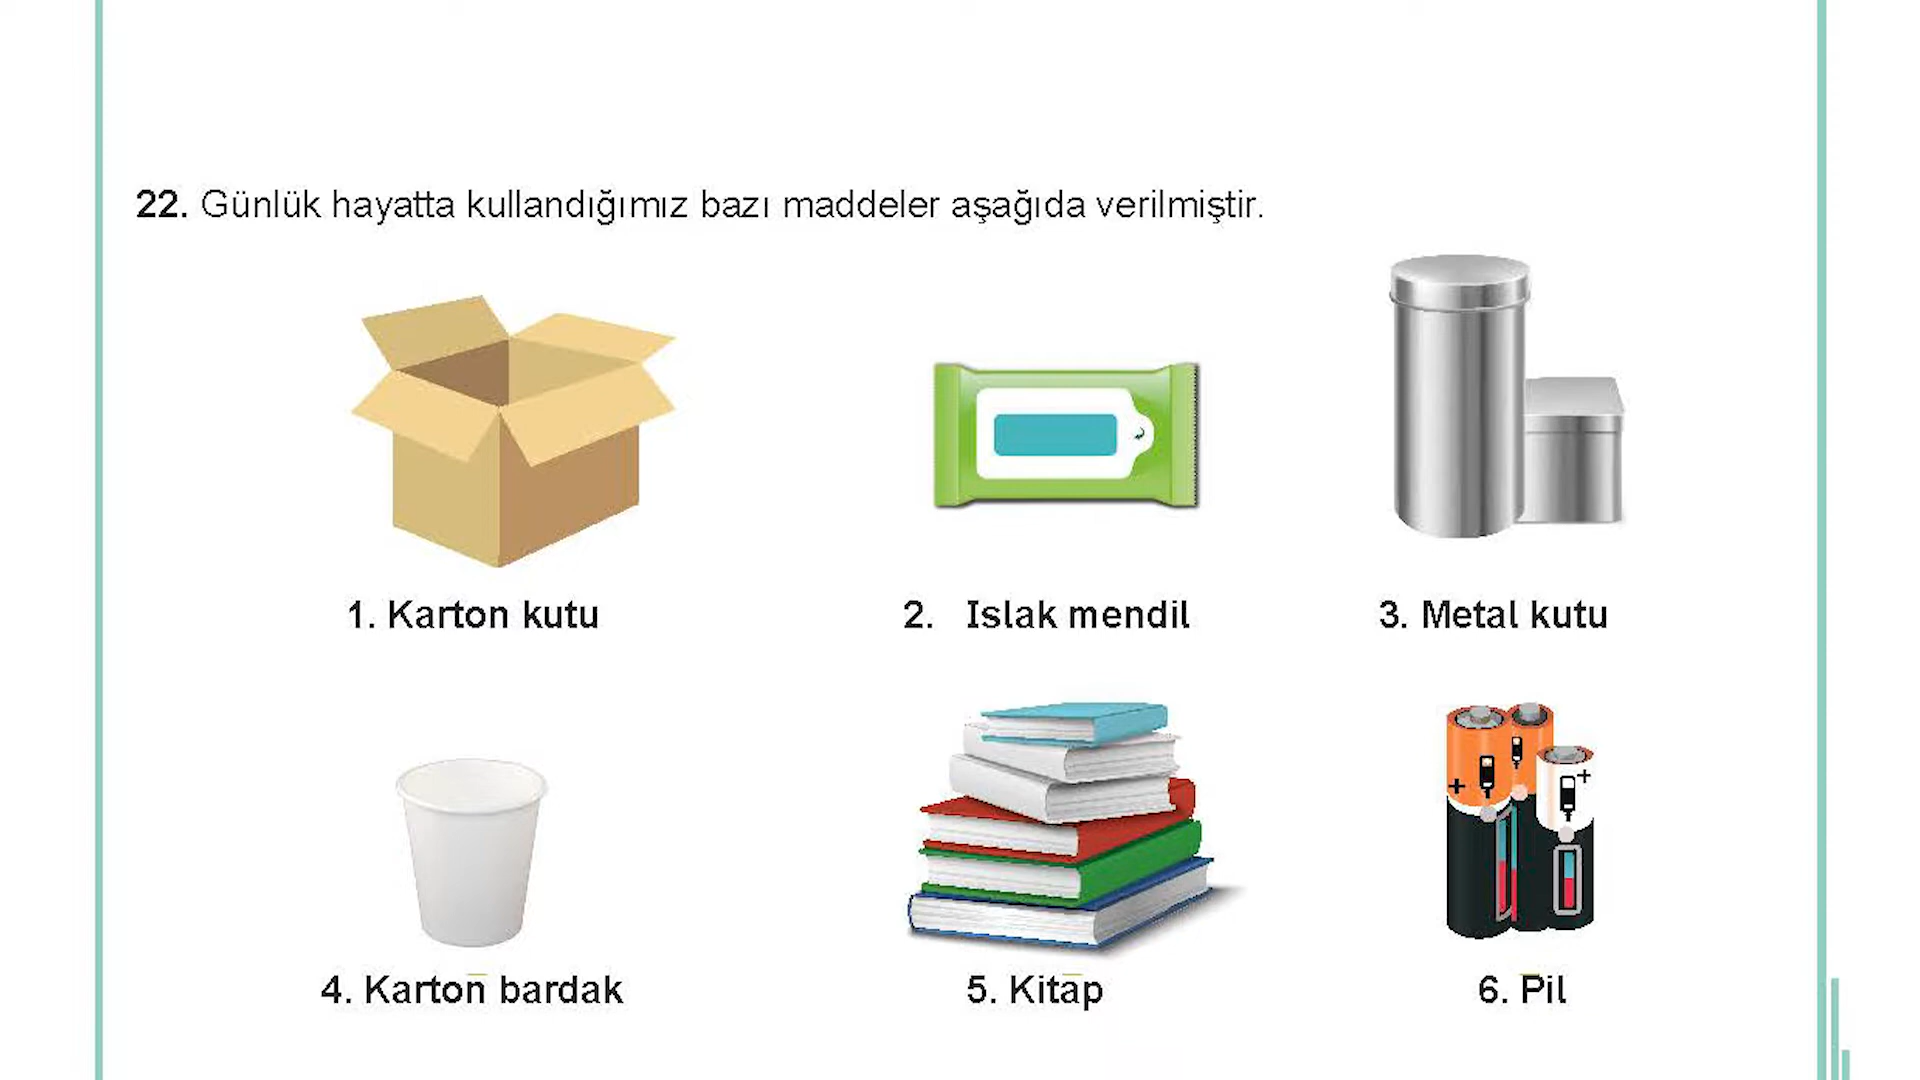 22. Günlük hayatta kullandığımız bazı maddeler aşağıda verilmiştir.
1. Karton kutu
2. Islak mendil
3. Metal kutu
4. Karton bardak
5. Kitap
6. Pil